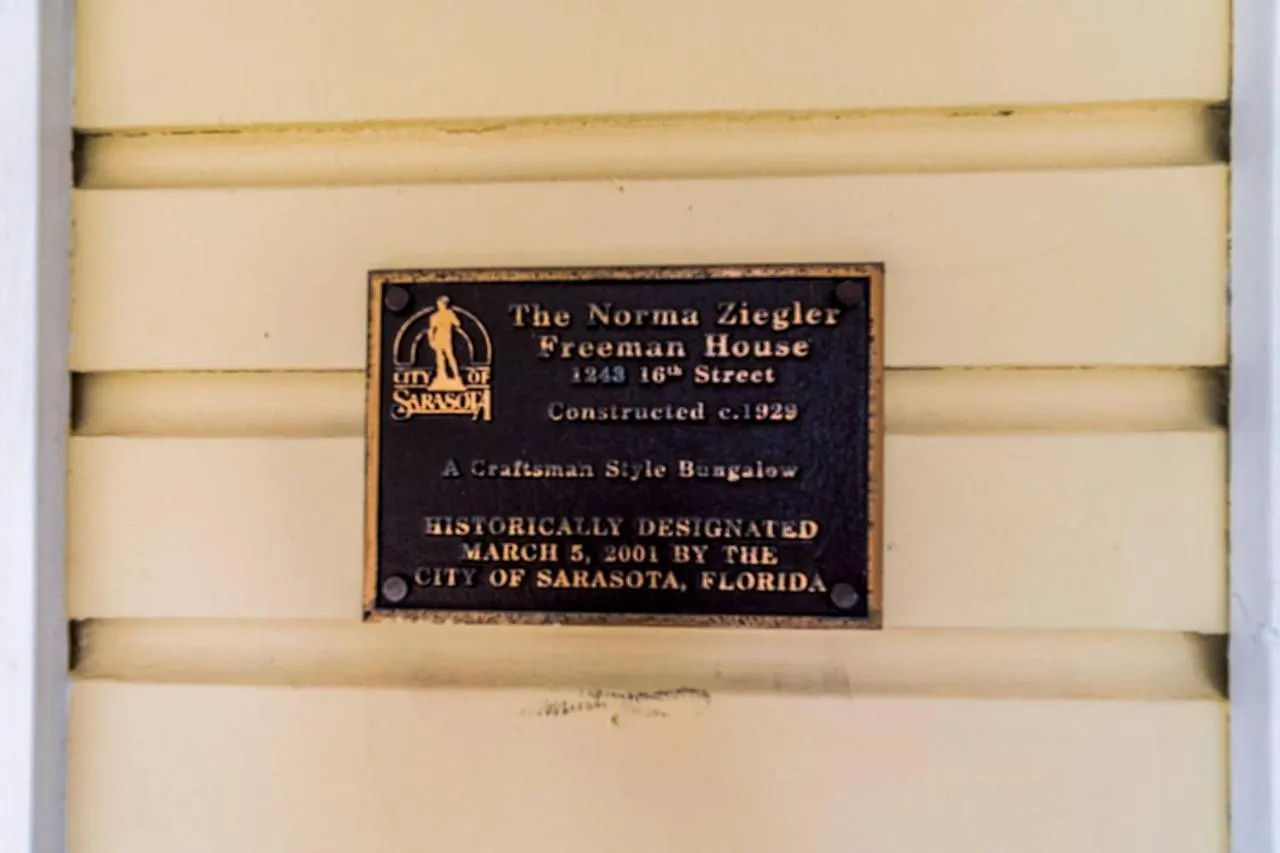 The Norma Ziegler
Freeman House
1243 16th Street
Constructed c.1929
CITY OF
SARASOTA
A Craftsman Style Bungalow
HISTORICALLY DESIGNATED
MARCH 5, 2001 BY THE
CITY OF SARASOTA, FLORIDA